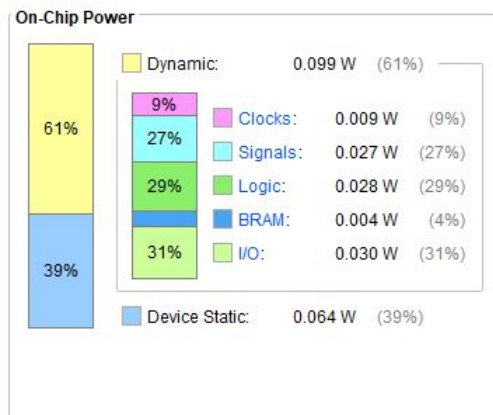 On-Chip Power
Dynamic: 0.099 W (61%)
61%
9% Clocks: 0.009 W (9%)
27% Signals: 0.027 W (27%)
29% Logic: 0.028 W (29%)
BRAM: 0.004 W (4%)
31% I/O: 0.030 W (31%)
39%
Device Static: 0.064 W (39%)